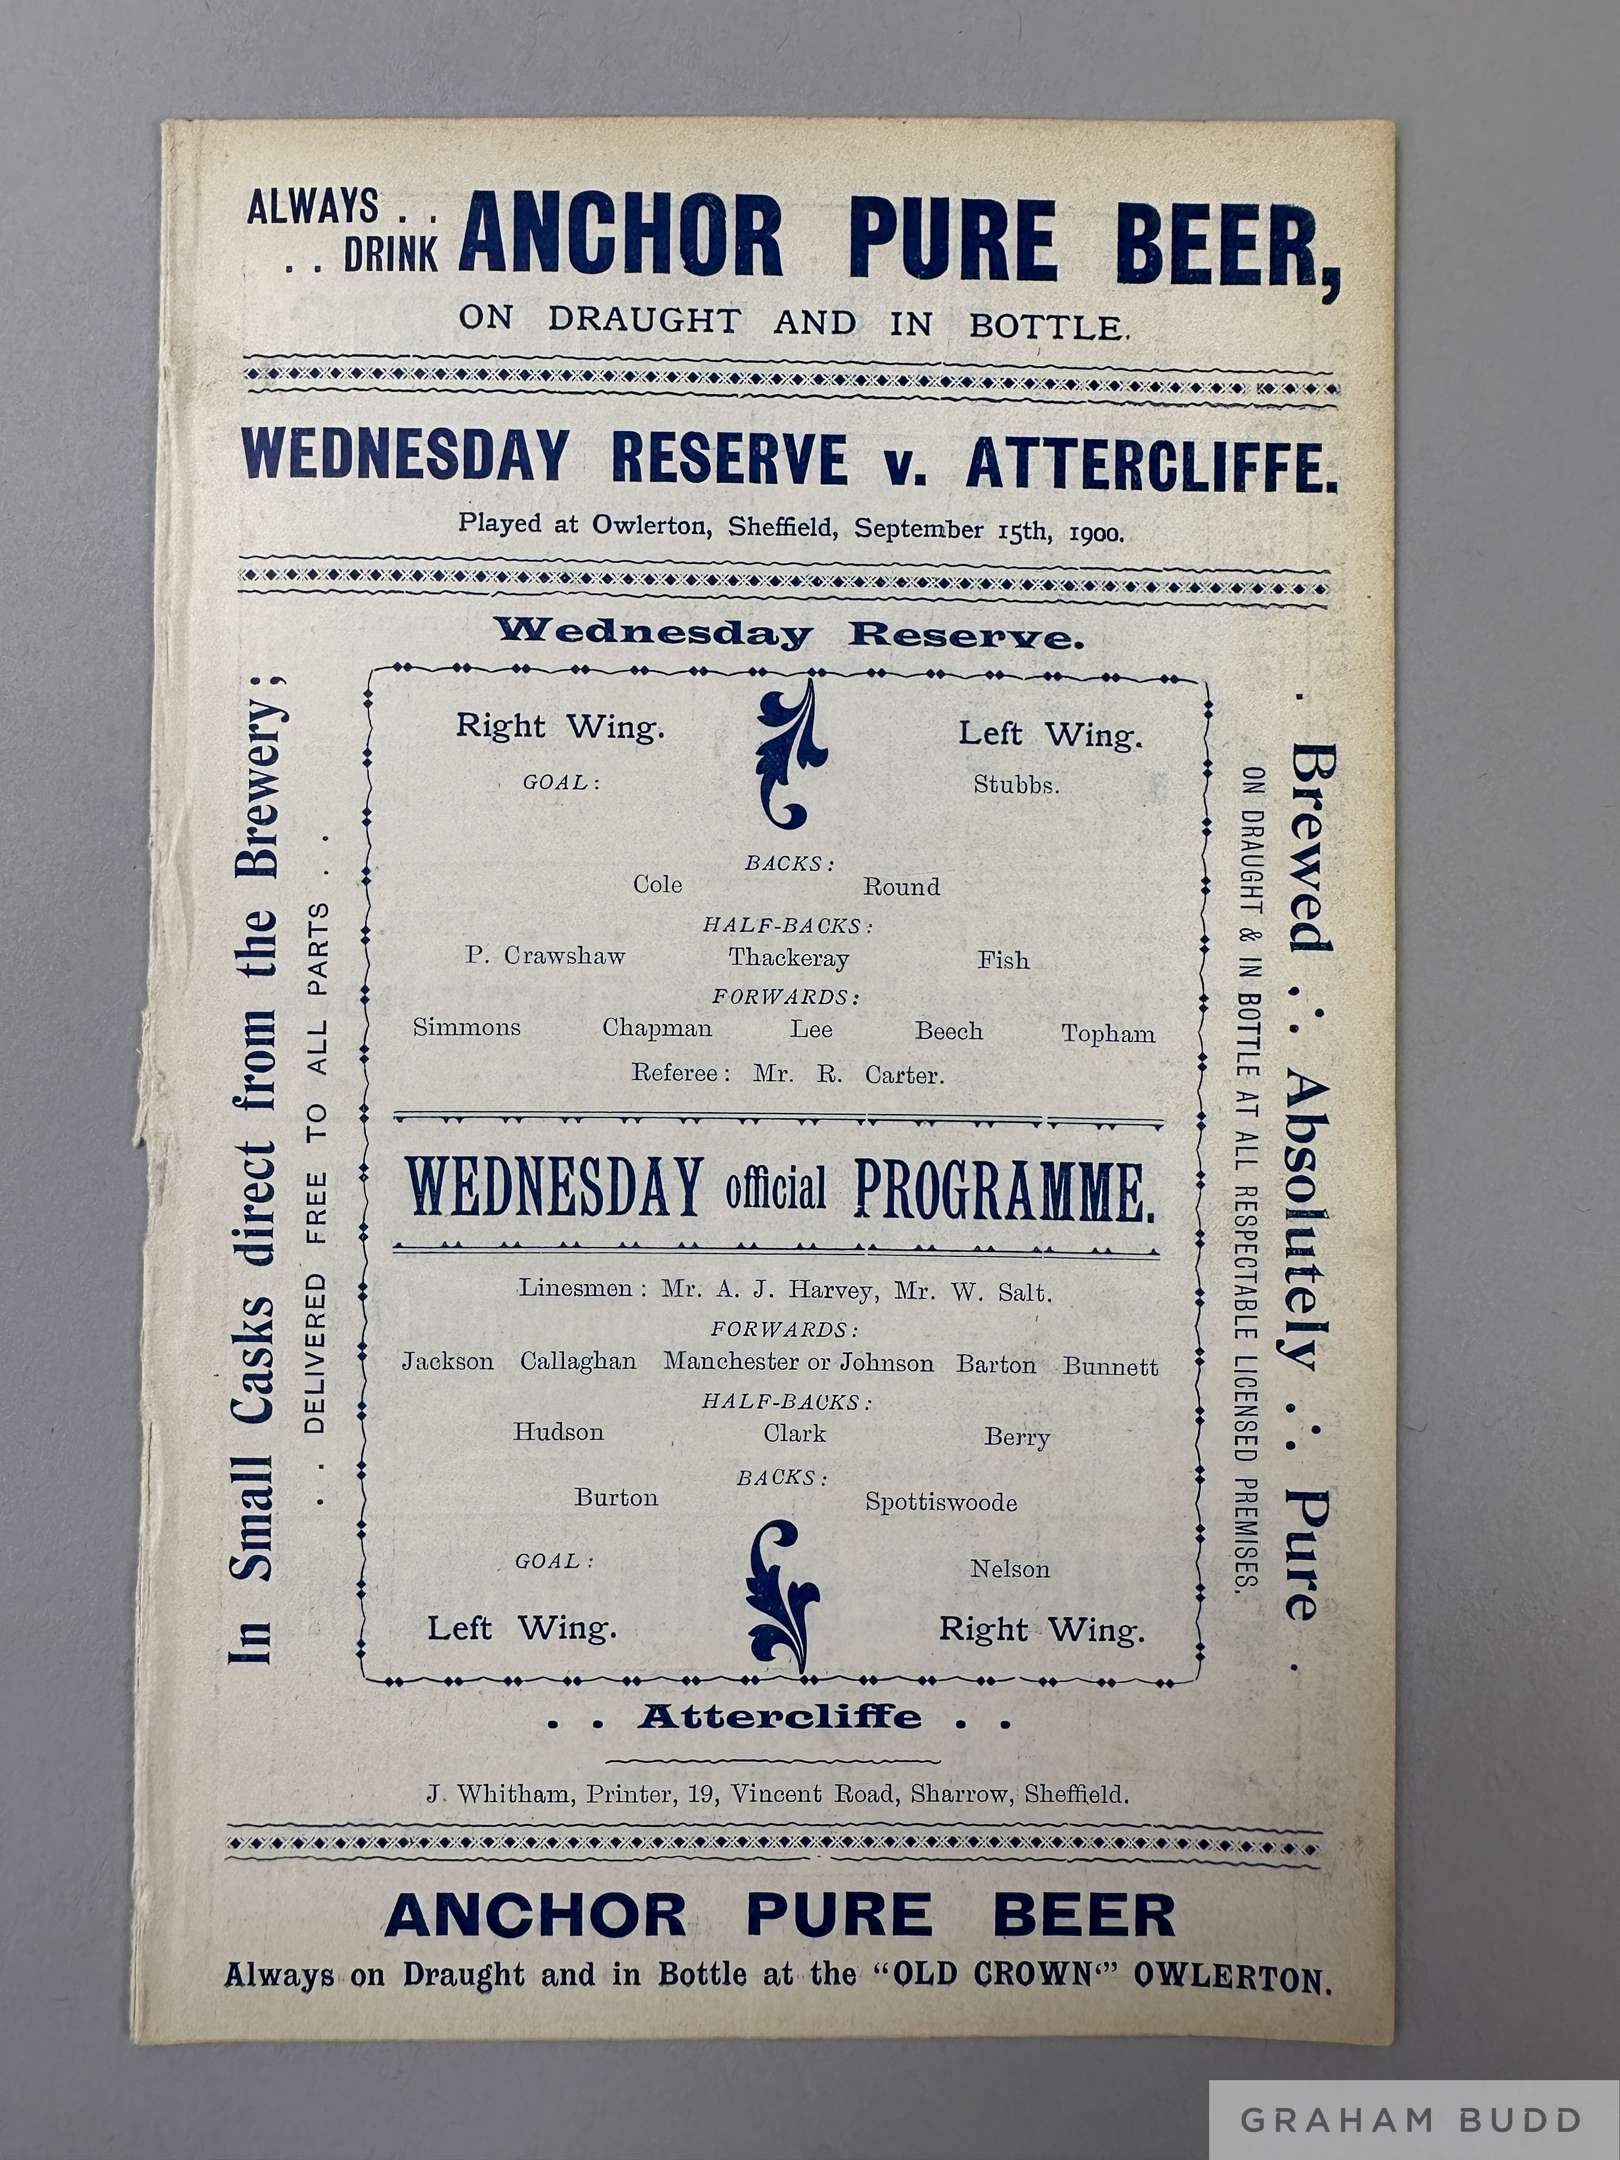 ALWAYS . .
. . DRINK
ANCHOR PURE BEER,
ON DRAUGHT AND IN BOTTLE.
WEDNESDAY RESERVE v. ATTERCLIFFE.
Played at Owlerton, Sheffield, September 15th, 1900.
Wednesday Reserve.
Right Wing. Left Wing.
GOAL: Stubbs.
BACKS:
Cole Round
HALF-BACKS:
P. Crawshaw Thackeray Fish
FORWARDS:
Simmons Chapman Lee Beech Topham
Referee: Mr. R. Carter.
WEDNESDAY official PROGRAMME.
Linesmen: Mr. A. J. Harvey, Mr. W. Salt.
FORWARDS:
Jackson Callaghan Manchester or Johnson Barton Bunnett
HALF-BACKS:
Hudson Clark Berry
BACKS:
Burton Spottiswoode
GOAL: Nelson
Left Wing. Right Wing.
. . Attercliffe . .
In Small Casks direct from the Brewery;
. . DELIVERED FREE TO ALL PARTS . .
. Brewed ∴ Absolutely ∴ Pure .
ON DRAUGHT & IN BOTTLE AT ALL RESPECTABLE LICENSED PREMISES.
J. Whitham, Printer, 19, Vincent Road, Sharrow, Sheffield.
ANCHOR PURE BEER
Always on Draught and in Bottle at the “OLD CROWN‘” OWLERTON.
GRAHAM BUDD